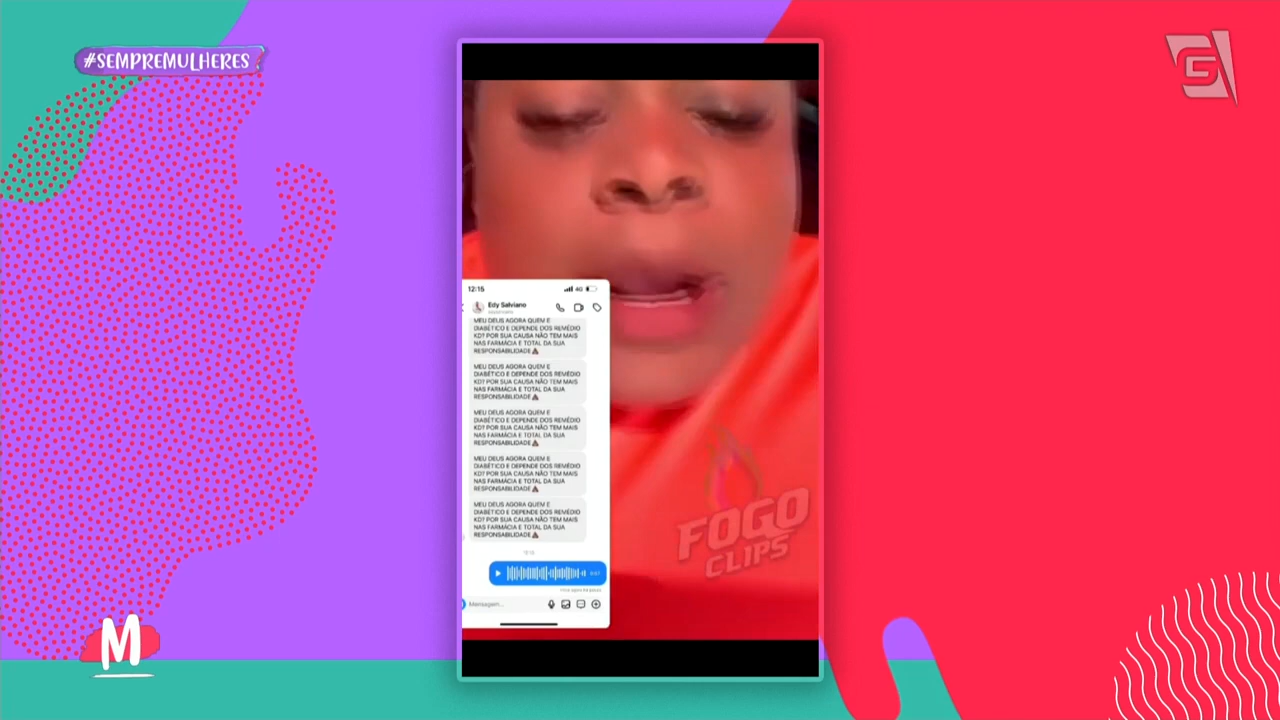 #SEMPREMULHERES
G
12:15
4G
Edy Salviano
MEU DEUS AGORA QUEM E
DIABÉTICO E DEPENDE DOS REMÉDIO
KD? POR SUA CAUSA NÃO TEM MAIS
NAS FARMÁCIA E TOTAL DA SUA
RESPONSABILIDADE
MEU DEUS AGORA QUEM E
DIABÉTICO E DEPENDE DOS REMÉDIO
KD? POR SUA CAUSA NÃO TEM MAIS
NAS FARMÁCIA E TOTAL DA SUA
RESPONSABILIDADE
MEU DEUS AGORA QUEM E
DIABÉTICO E DEPENDE DOS REMÉDIO
KD? POR SUA CAUSA NÃO TEM MAIS
NAS FARMÁCIA E TOTAL DA SUA
RESPONSABILIDADE
MEU DEUS AGORA QUEM E
DIABÉTICO E DEPENDE DOS REMÉDIO
KD? POR SUA CAUSA NÃO TEM MAIS
NAS FARMÁCIA E TOTAL DA SUA
RESPONSABILIDADE
MEU DEUS AGORA QUEM E
DIABÉTICO E DEPENDE DOS REMÉDIO
KD? POR SUA CAUSA NÃO TEM MAIS
NAS FARMÁCIA E TOTAL DA SUA
RESPONSABILIDADE
Mensagem...
FOGO
CLIPS
M